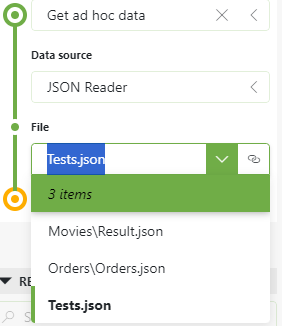 Get ad hoc data
Data source
JSON Reader
File
Tests.json
3 items
Movies\Result.json
Orders\Orders.json
Tests.json